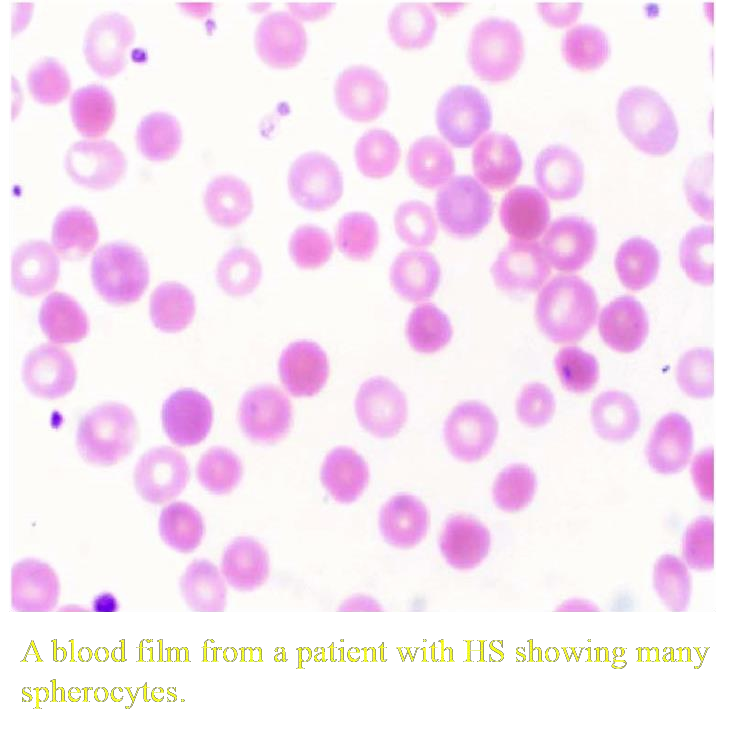 A blood film from a patient with HS showing many
spherocytes.